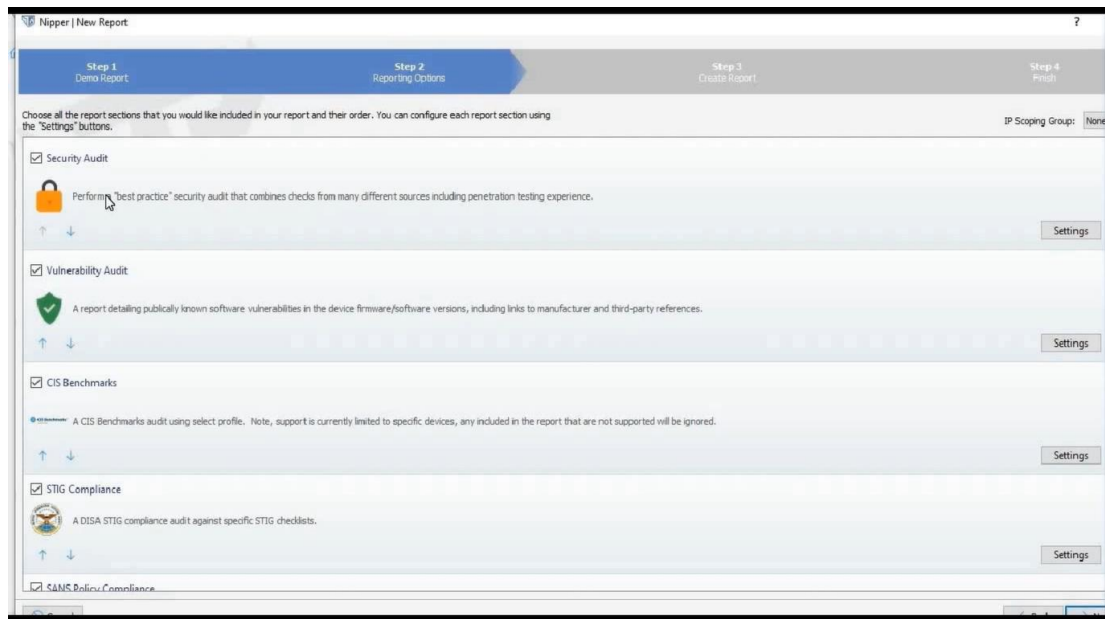 Nipper | New Report
?
Step 1
Demo Report
Step 2
Reporting Options
Step 3
Create Report
Step 4
Finish
Choose all the report sections that you would like included in your report and their order. You can configure each report section using
the "Settings" buttons.
IP Scoping Group: None
Security Audit
"best practice" security audit that combines checks from many different sources including penetration testing experience.
Settings
Vulnerability Audit
A report detailing publically known software vulnerabilities in the device firmware/software versions, including links to manufacturer and third-party references.
Settings
CIS Benchmarks
A CIS Benchmarks audit using select profile. Note, support is currently limited to specific devices, any included in the report that are not supported will be ignored.
Settings
STIG Compliance
A DISA STIG compliance audit against specific STIG checklists.
Settings
SANS Policy Compliance